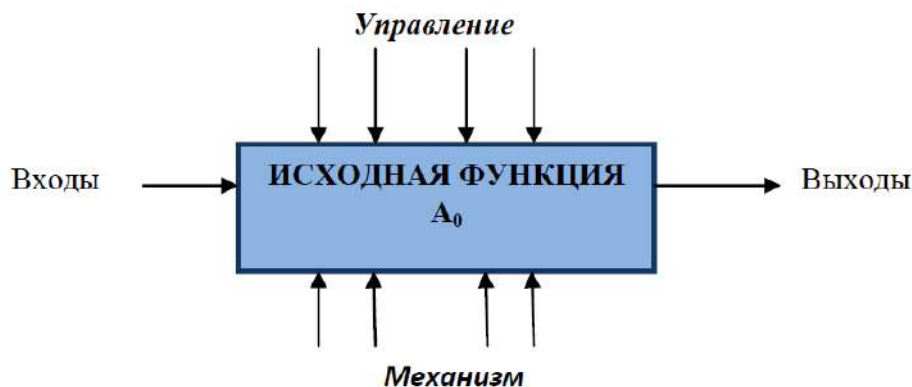 Управление
Входы
ИСХОДНАЯ ФУНКЦИЯ
A₀
Выходы
Механизм